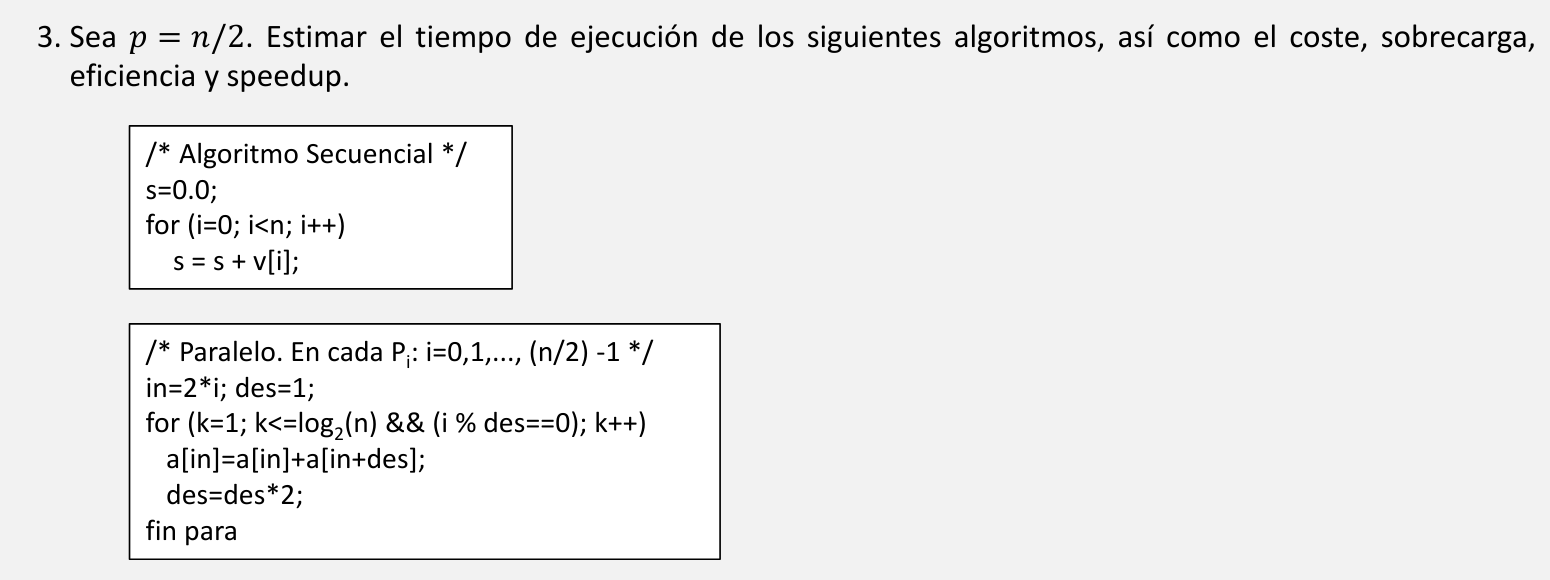 3. Sea p = n/2. Estimar el tiempo de ejecución de los siguientes algoritmos, así como el coste, sobrecarga,
eficiencia y speedup.
/* Algoritmo Secuencial */
s=0.0;
for (i=0; i<n; i++)
s = s + v[i];
/* Paralelo. En cada Pᵢ: i=0,1,..., (n/2) -1 */
in=2*i; des=1;
for (k=1; k<=log₂(n) && (i % des==0); k++)
a[in]=a[in]+a[in+des];
des=des*2;
fin para